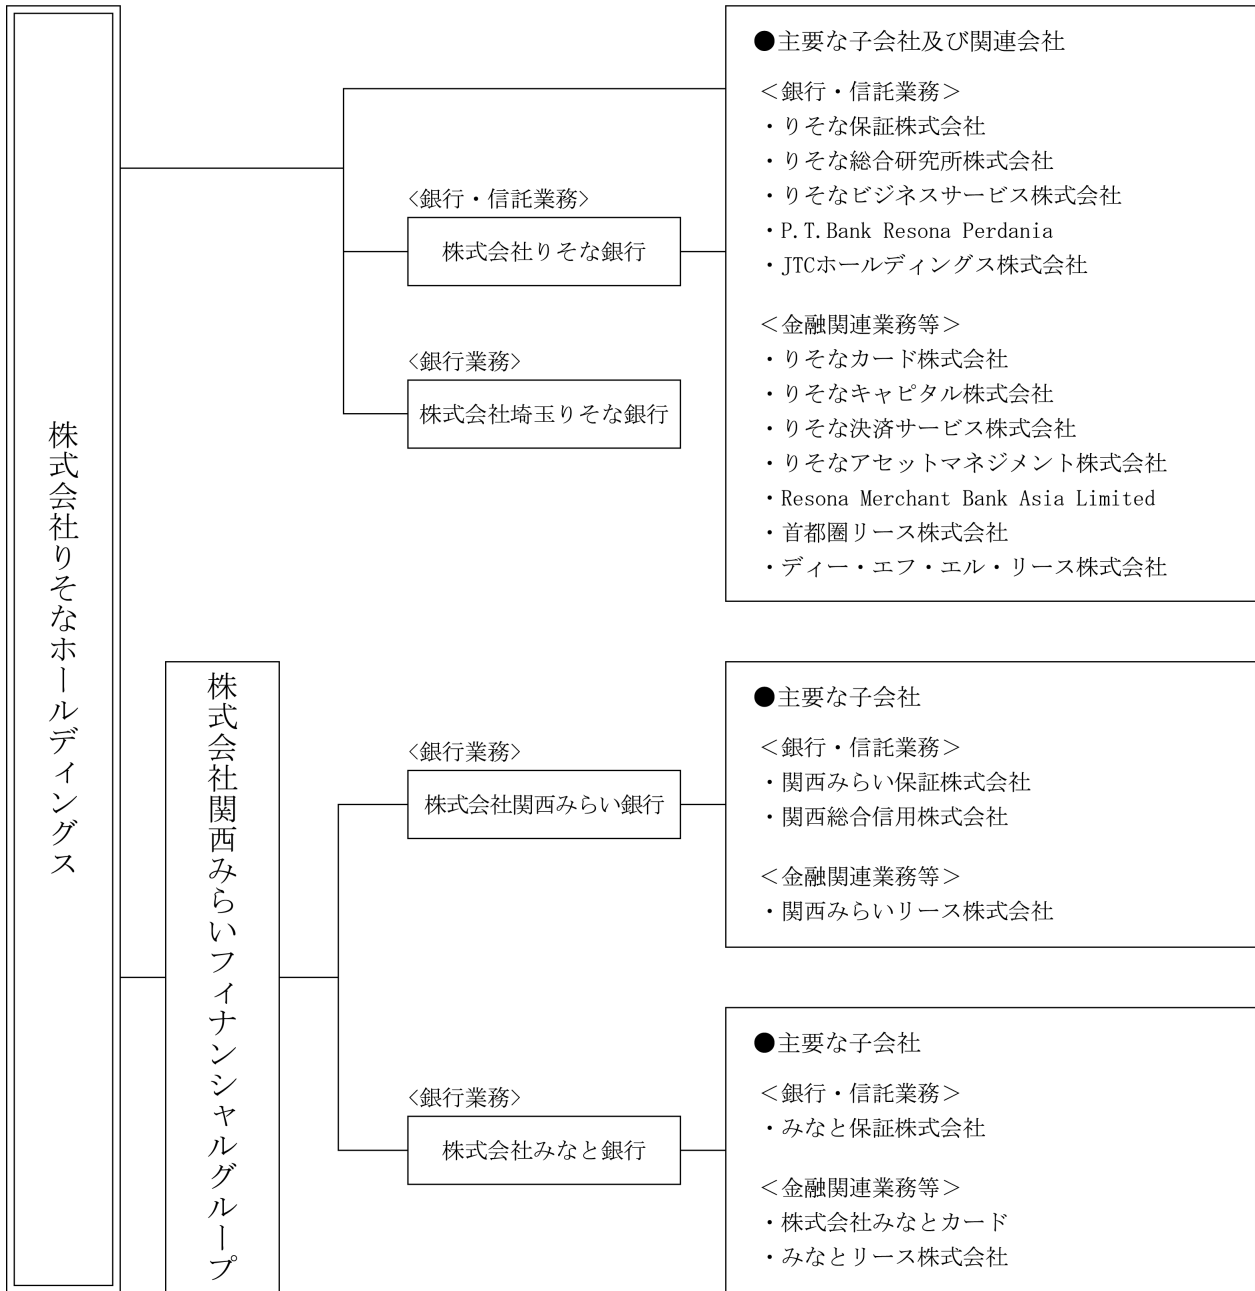 株式会社りそなホールディングス
<銀行・信託業務>
株式会社りそな銀行
<銀行業務>
株式会社埼玉りそな銀行
●主要な子会社及び関連会社
＜銀行・信託業務＞
・りそな保証株式会社
・りそな総合研究所株式会社
・りそなビジネスサービス株式会社
・P.T.Bank Resona Perdania
・JTCホールディングス株式会社
＜金融関連業務等＞
・りそなカード株式会社
・りそなキャピタル株式会社
・りそな決済サービス株式会社
・りそなアセットマネジメント株式会社
・Resona Merchant Bank Asia Limited
・首都圏リース株式会社
・ディー・エフ・エル・リース株式会社
株式会社関西みらいフィナンシャルグループ
<銀行業務>
株式会社関西みらい銀行
●主要な子会社
＜銀行・信託業務＞
・関西みらい保証株式会社
・関西総合信用株式会社
＜金融関連業務等＞
・関西みらいリース株式会社
<銀行業務>
株式会社みなと銀行
●主要な子会社
＜銀行・信託業務＞
・みなと保証株式会社
＜金融関連業務等＞
・株式会社みなとカード
・みなとリース株式会社